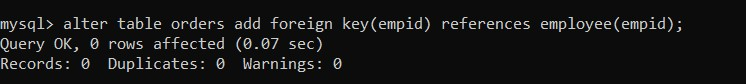 mysql> alter table orders add foreign key(empid) references employee(empid);
Query OK, 0 rows affected (0.07 sec)
Records: 0  Duplicates: 0  Warnings: 0